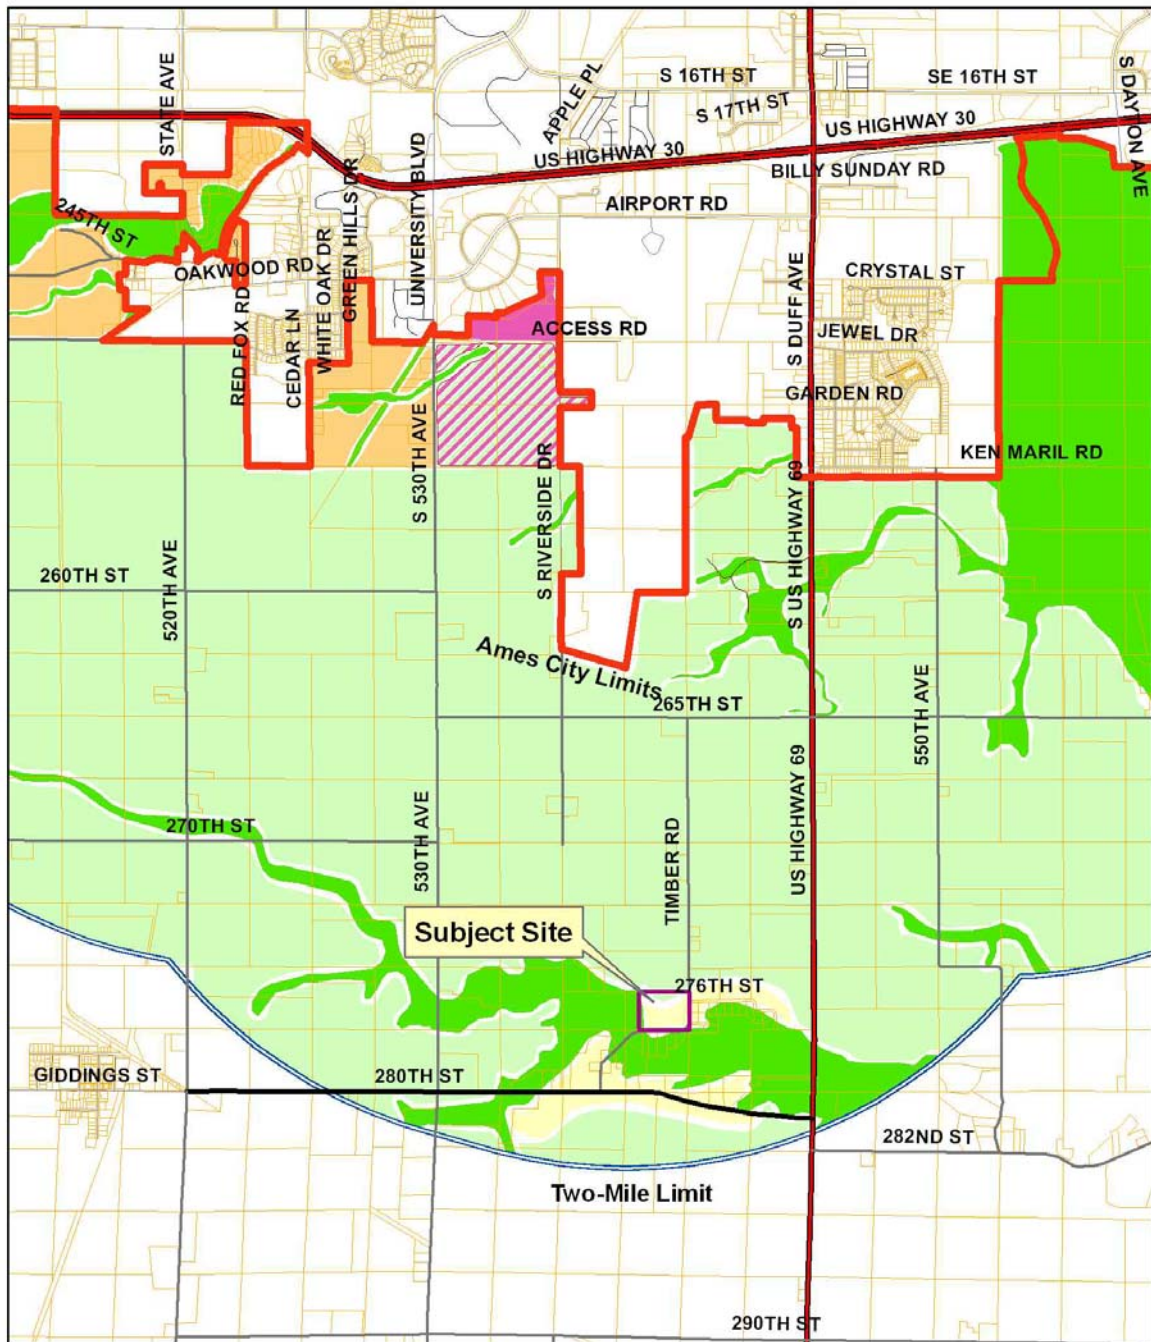 S 16TH ST
SE 16TH ST
S DAYTON AVE
STATE AVE
APPLE PL
S 17TH ST
US HIGHWAY 30
US HIGHWAY 30
BILLY SUNDAY RD
UNIVERSITY BLVD
GREEN HILLS DR
AIRPORT RD
245TH ST
OAKWOOD RD
WHITE OAK DR
RED FOX RD
CEDAR LN
S DUFF AVE
CRYSTAL ST
ACCESS RD
JEWEL DR
GARDEN RD
S 530TH AVE
S RIVERSIDE DR
KEN MARIL RD
S US HIGHWAY 69
520TH AVE
260TH ST
Ames City Limits
265TH ST
550TH AVE
530TH AVE
270TH ST
TIMBER RD
US HIGHWAY 69
Subject Site
276TH ST
GIDDINGS ST
280TH ST
282ND ST
Two-Mile Limit
290TH ST